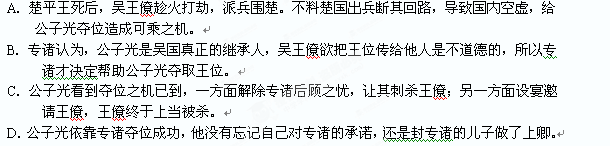 A. 楚平王死后，吴王僚趁火打劫，派兵围楚。不料楚国出兵断其回路，导致国内空虚，给
公子光夺位造成可乘之机。
B. 专诸认为，公子光是吴国真正的继承人，吴王僚欲把王位传给他人是不道德的，所以专
诸才决定帮助公子光夺取王位。
C. 公子光看到夺位之机已到，一方面解除专诸后顾之忧，让其刺杀王僚；另一方面设宴邀
请王僚，王僚终于上当被杀。
D. 公子光依靠专诸夺位成功，他没有忘记自己对专诸的承诺，还是封专诸的儿子做了上卿。